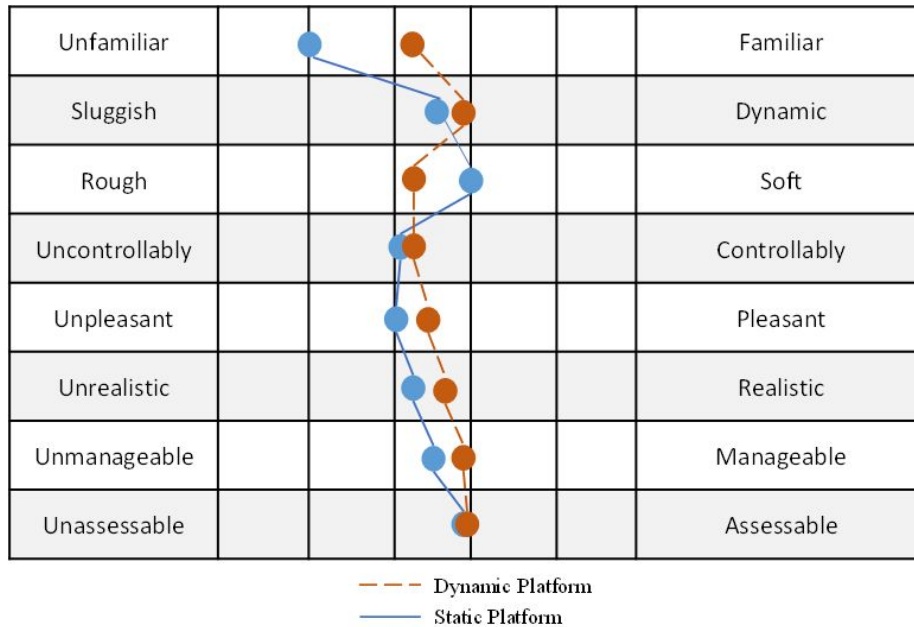 Unfamiliar Familiar
Sluggish Dynamic
Rough Soft
Uncontrollably Controllably
Unpleasant Pleasant
Unrealistic Realistic
Unmanageable Manageable
Unassessable Assessable
Dynamic Platform
Static Platform